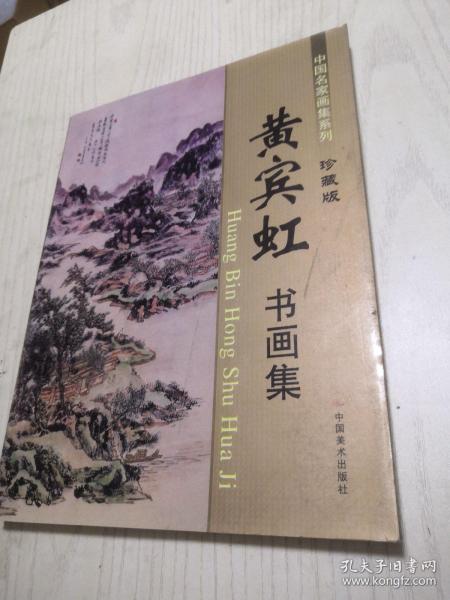 中国名家画集系列
珍藏版
黄宾虹
书画集
Huang Bin Hong Shu Hua Ji
中国美术出版社
孔夫子旧书网
www.kongfz.com